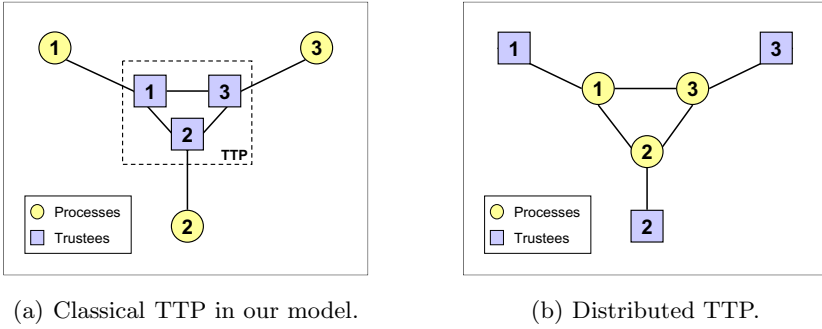 1
3
1
3
2
TTP
2
Processes
Trustees
(a) Classical TTP in our model.
1
3
1
3
2
2
Processes
Trustees
(b) Distributed TTP.